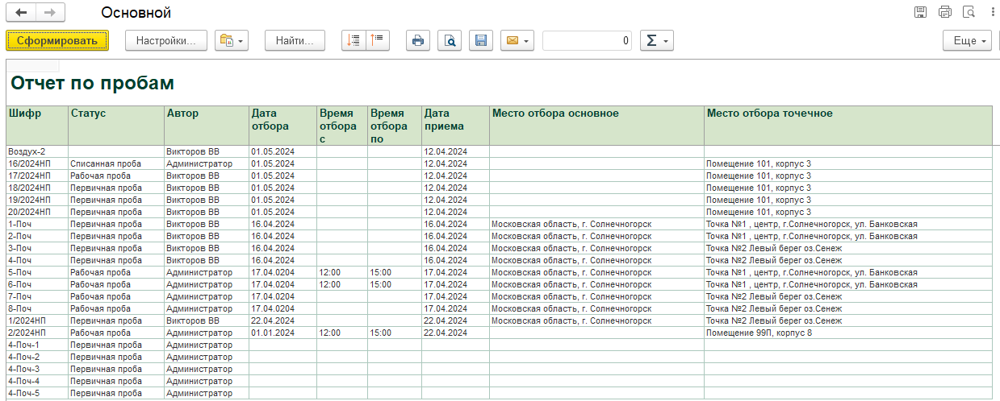 Основной
Сформировать Настройки... Найти... 0 Σ Еще
Отчет по пробам
Шифр Статус Автор Дата отбора Время отбора с Время отбора по Дата приема Место отбора основное Место отбора точечное
Воздух-2 Викторов ВВ 01.05.2024 12.04.2024
16/2024НП Списанная проба Администратор 01.05.2024 12.04.2024 Помещение 101, корпус 3
17/2024НП Рабочая проба Викторов ВВ 01.05.2024 12.04.2024 Помещение 101, корпус 3
18/2024НП Первичная проба Викторов ВВ 01.05.2024 12.04.2024 Помещение 101, корпус 3
19/2024НП Первичная проба Викторов ВВ 01.05.2024 12.04.2024 Помещение 101, корпус 3
20/2024НП Первичная проба Викторов ВВ 01.05.2024 12.04.2024 Помещение 101, корпус 3
1-Поч Первичная проба Викторов ВВ 16.04.2024 16.04.2024 Московская область, г. Солнечногорск Точка №1 , центр, г.Солнечногорск, ул. Банковская
2-Поч Первичная проба Викторов ВВ 16.04.2024 16.04.2024 Московская область, г. Солнечногорск Точка №1 , центр, г.Солнечногорск, ул. Банковская
3-Поч Первичная проба Викторов ВВ 16.04.2024 16.04.2024 Московская область, г. Солнечногорск Точка №2 Левый берег оз.Сенеж
4-Поч Первичная проба Викторов ВВ 16.04.2024 16.04.2024 Московская область, г. Солнечногорск Точка №2 Левый берег оз.Сенеж
5-Поч Рабочая проба Администратор 17.04.0204 12:00 15:00 17.04.2024 Московская область, г. Солнечногорск Точка №1 , центр, г.Солнечногорск, ул. Банковская
6-Поч Рабочая проба Администратор 17.04.0204 12:00 15:00 17.04.2024 Московская область, г. Солнечногорск Точка №1 , центр, г.Солнечногорск, ул. Банковская
7-Поч Рабочая проба Администратор 17.04.0204 17.04.2024 Московская область, г. Солнечногорск Точка №2 Левый берег оз.Сенеж
8-Поч Рабочая проба Администратор 17.04.0204 17.04.2024 Московская область, г. Солнечногорск Точка №2 Левый берег оз.Сенеж
1/2024НП Первичная проба Администратор 22.04.2024 22.04.2024 Московская область, г. Солнечногорск Точка №2 Левый берег оз.Сенеж
2/2024НП Рабочая проба Администратор 01.01.2024 12:00 15:00 22.04.2024 Помещение 99П, корпус 8
4-Поч-1 Первичная проба Администратор
4-Поч-2 Первичная проба Администратор
4-Поч-3 Первичная проба Администратор
4-Поч-4 Первичная проба Администратор
4-Поч-5 Первичная проба Администратор